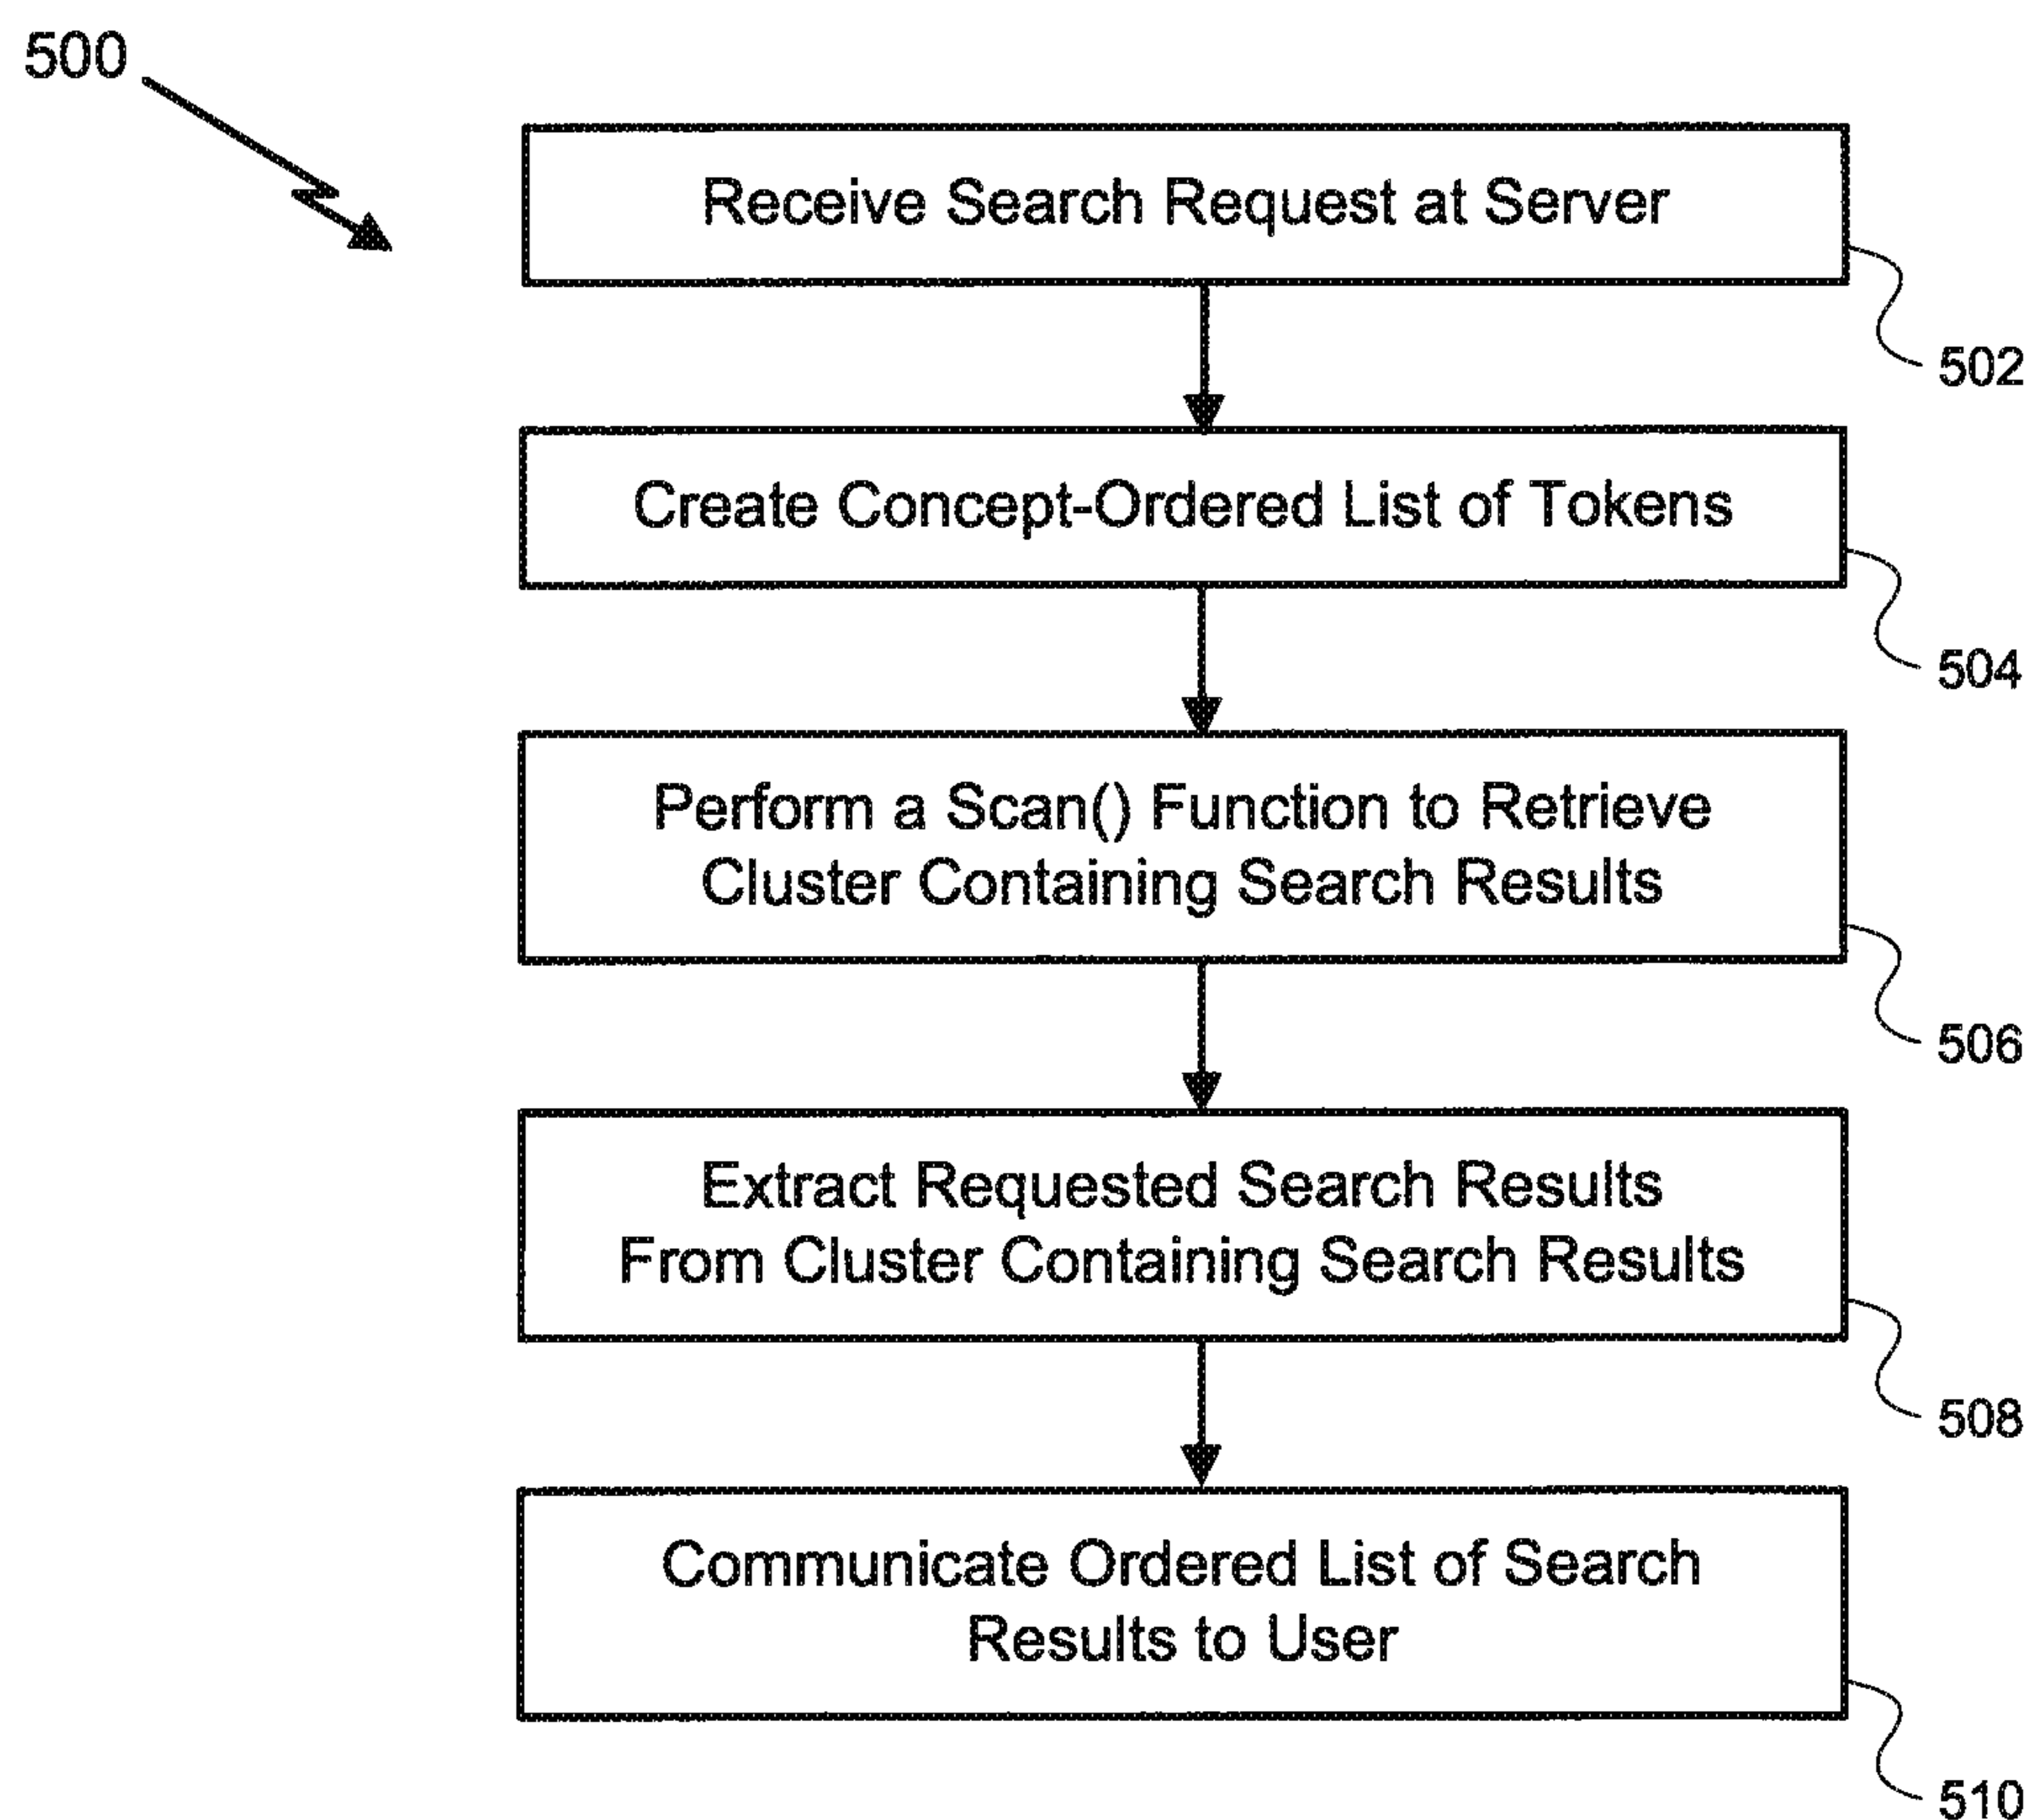 500
Receive Search Request at Server
502
Create Concept-Ordered List of Tokens
504
Perform a Scan() Function to Retrieve
Cluster Containing Search Results
506
Extract Requested Search Results
From Cluster Containing Search Results
508
Communicate Ordered List of Search
Results to User
510